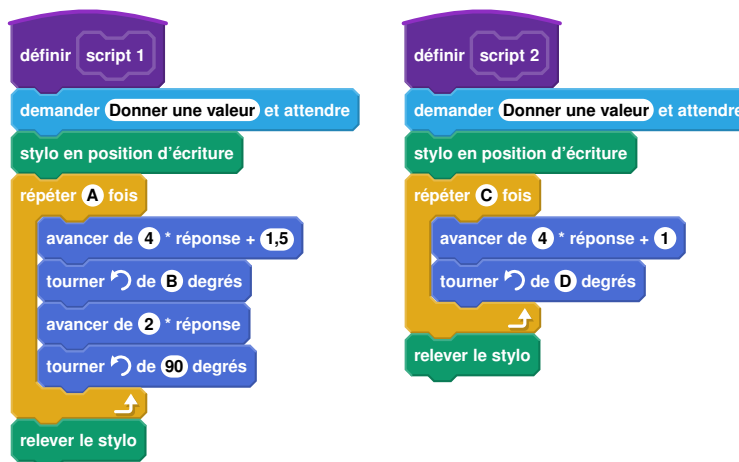 définir script 1
demander Donner une valeur et attendre
stylo en position d'écriture
répéter A fois
avancer de 4 * réponse + 1,5
tourner de B degrés
avancer de 2 * réponse
tourner de 90 degrés
relever le stylo
définir script 2
demander Donner une valeur et attendre
stylo en position d'écriture
répéter C fois
avancer de 4 * réponse + 1
tourner de D degrés
relever le stylo